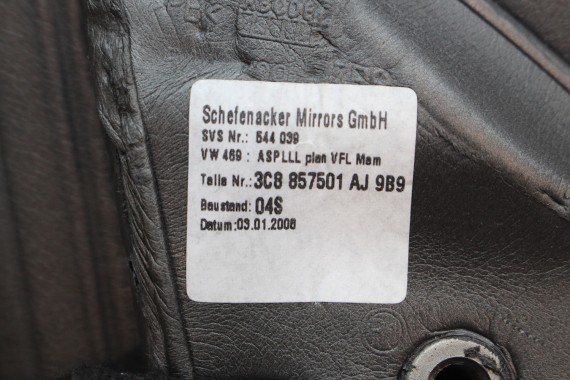 Schefenacker Mirrors GmbH
SVS Nr.: 544 039
VW 469 : ASPLLL plan VFL Mem
Teile Nr.: 3C8 857501 AJ 9B9
Baustand: 04S
Datum: 03.01.2008